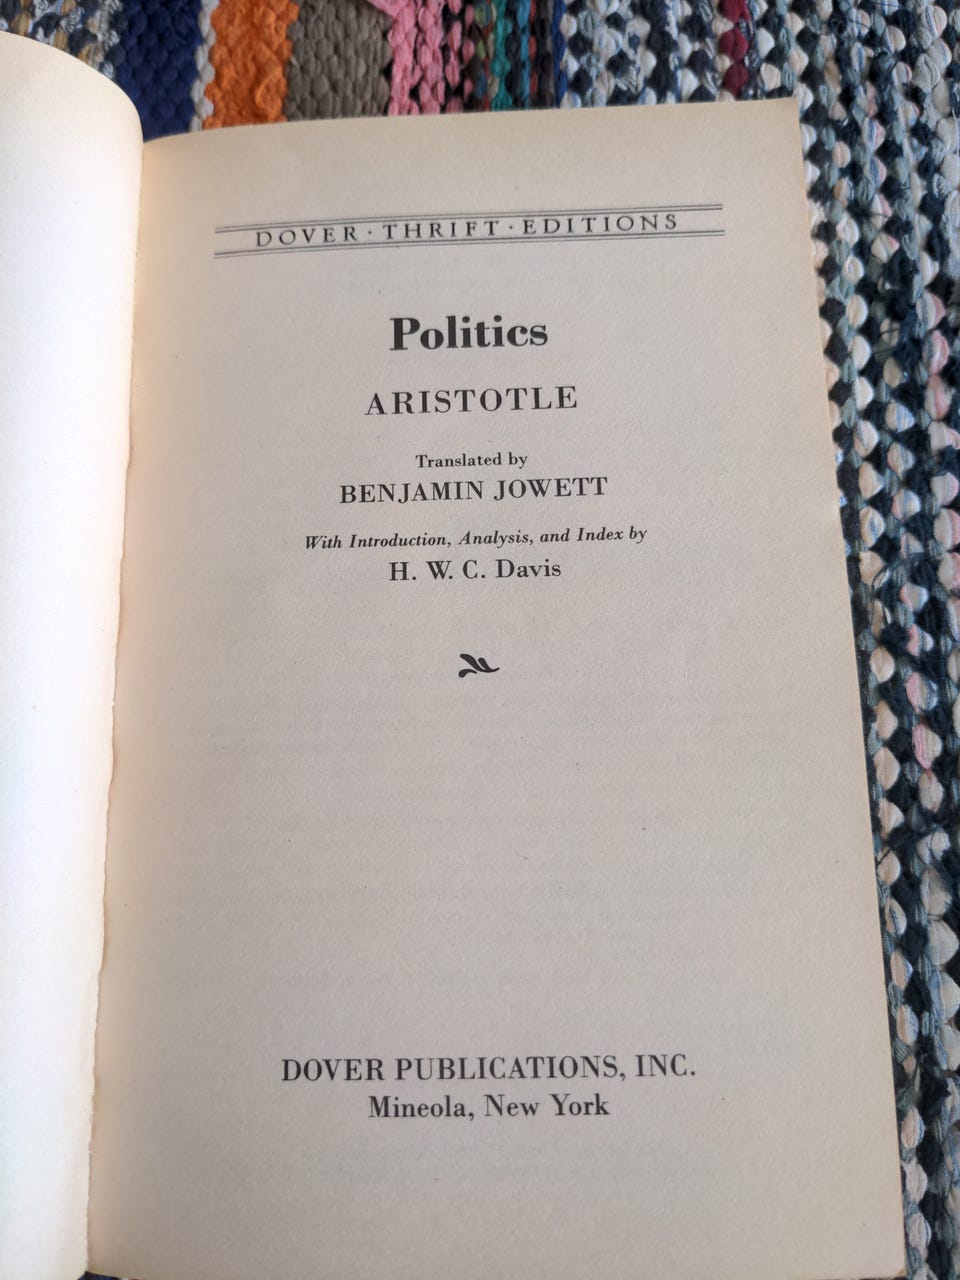 DOVER · THRIFT · EDITIONS
Politics
ARISTOTLE
Translated by
BENJAMIN JOWETT
With Introduction, Analysis, and Index by
H. W. C. Davis
DOVER PUBLICATIONS, INC.
Mineola, New York